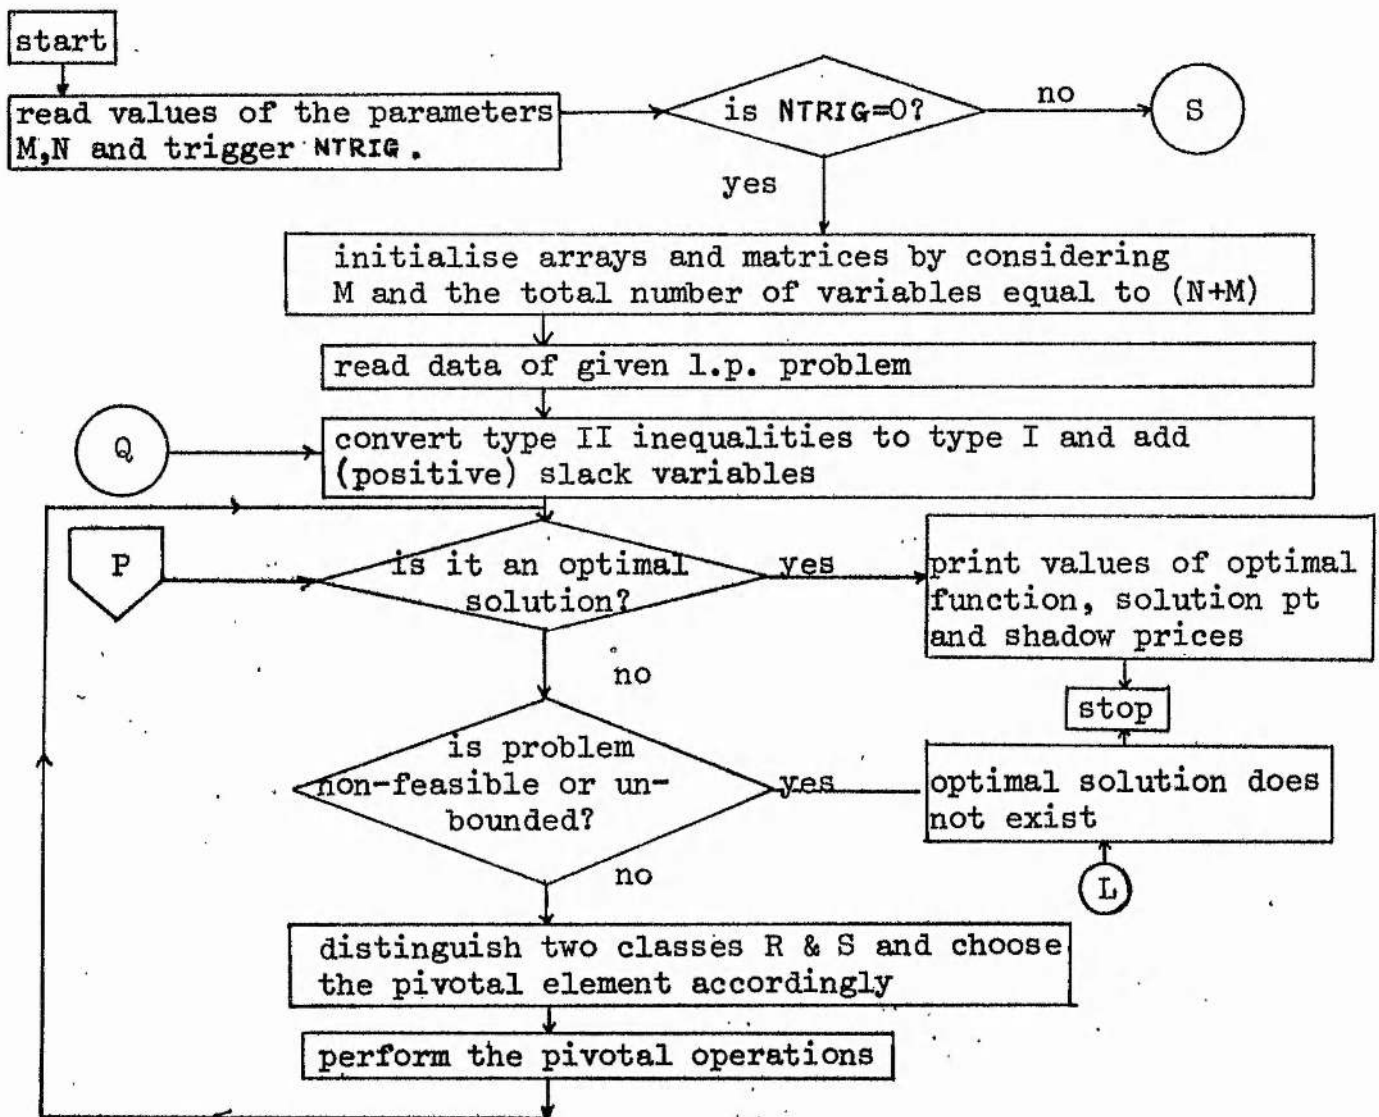 start
read values of the parameters
M,N and trigger NTRIG.
is NTRIG=0?
no
S
yes
initialise arrays and matrices by considering
M and the total number of variables equal to (N+M)
read data of given l.p. problem
Q
convert type II inequalities to type I and add
(positive) slack variables
P
is it an optimal
solution?
yes
print values of optimal
function, solution pt
and shadow prices
no
stop
is problem
non-feasible or un-
bounded?
yes
optimal solution does
not exist
no
L
distinguish two classes R & S and choose
the pivotal element accordingly
perform the pivotal operations